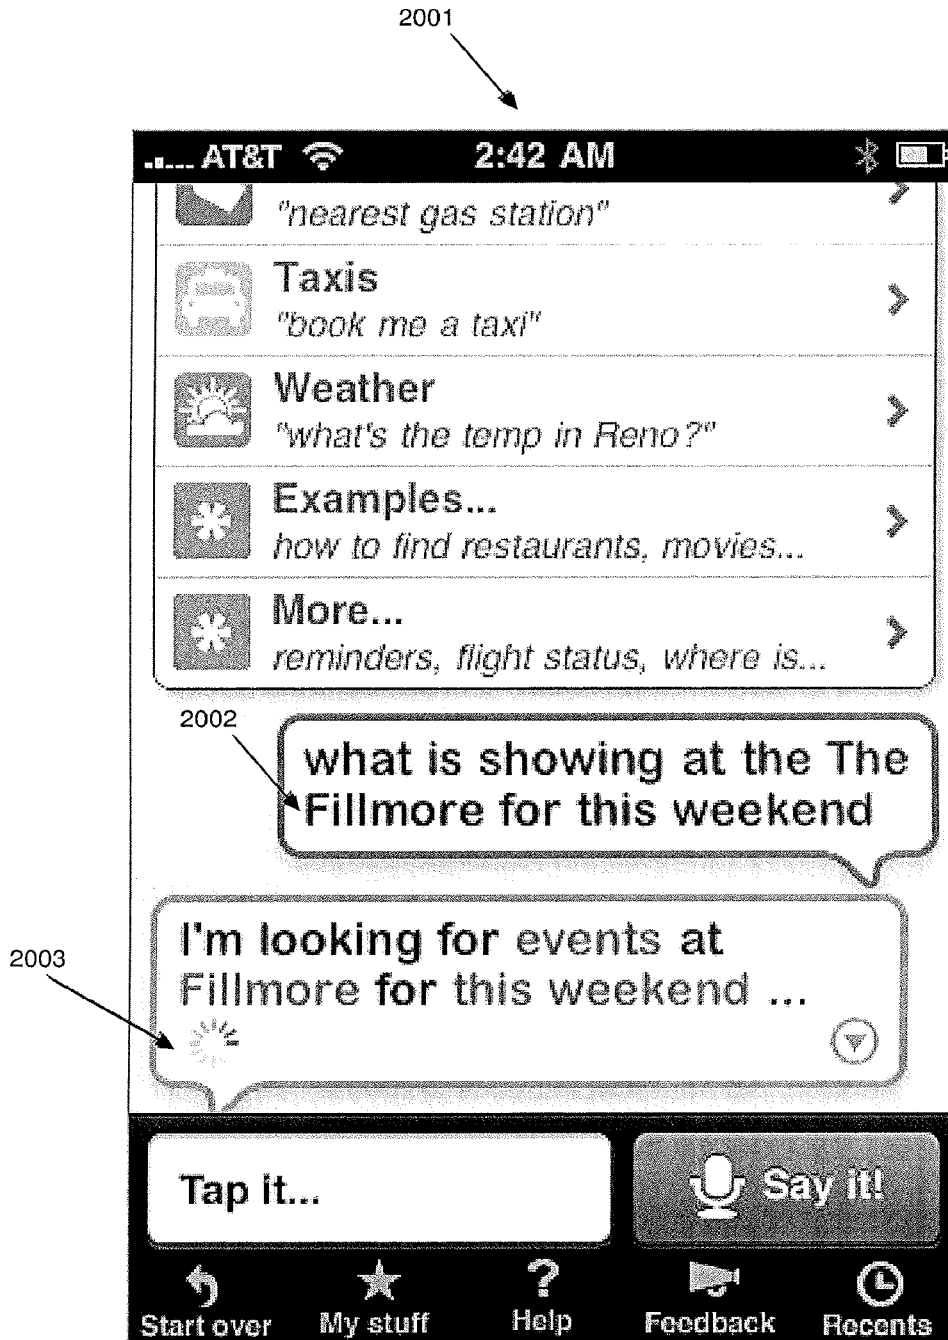 2001
AT&T 2:42 AM
"nearest gas station"
Taxis
"book me a taxi"
Weather
"what's the temp in Reno?"
Examples...
how to find restaurants, movies...
More...
reminders, flight status, where is...
2002
what is showing at the The
Fillmore for this weekend
2003
I'm looking for events at
Fillmore for this weekend ...
Tap it...
Say it!
Start over My stuff Help Feedback Recents